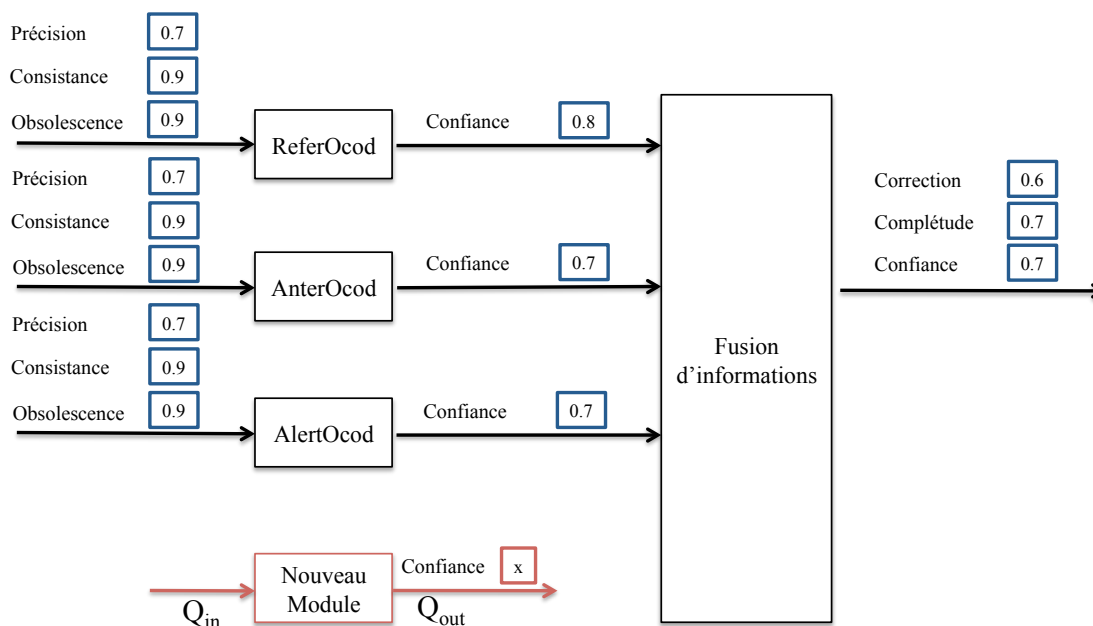 Précision 0.7
Consistance 0.9
Obsolescence 0.9
ReferOcod
Confiance 0.8
Précision 0.7
Consistance 0.9
Obsolescence 0.9
AnterOcod
Confiance 0.7
Précision 0.7
Consistance 0.9
Obsolescence 0.9
AlertOcod
Confiance 0.7
Fusion
d’informations
Correction 0.6
Complétude 0.7
Confiance 0.7
Q_in
Nouveau
Module
Confiance x
Q_out